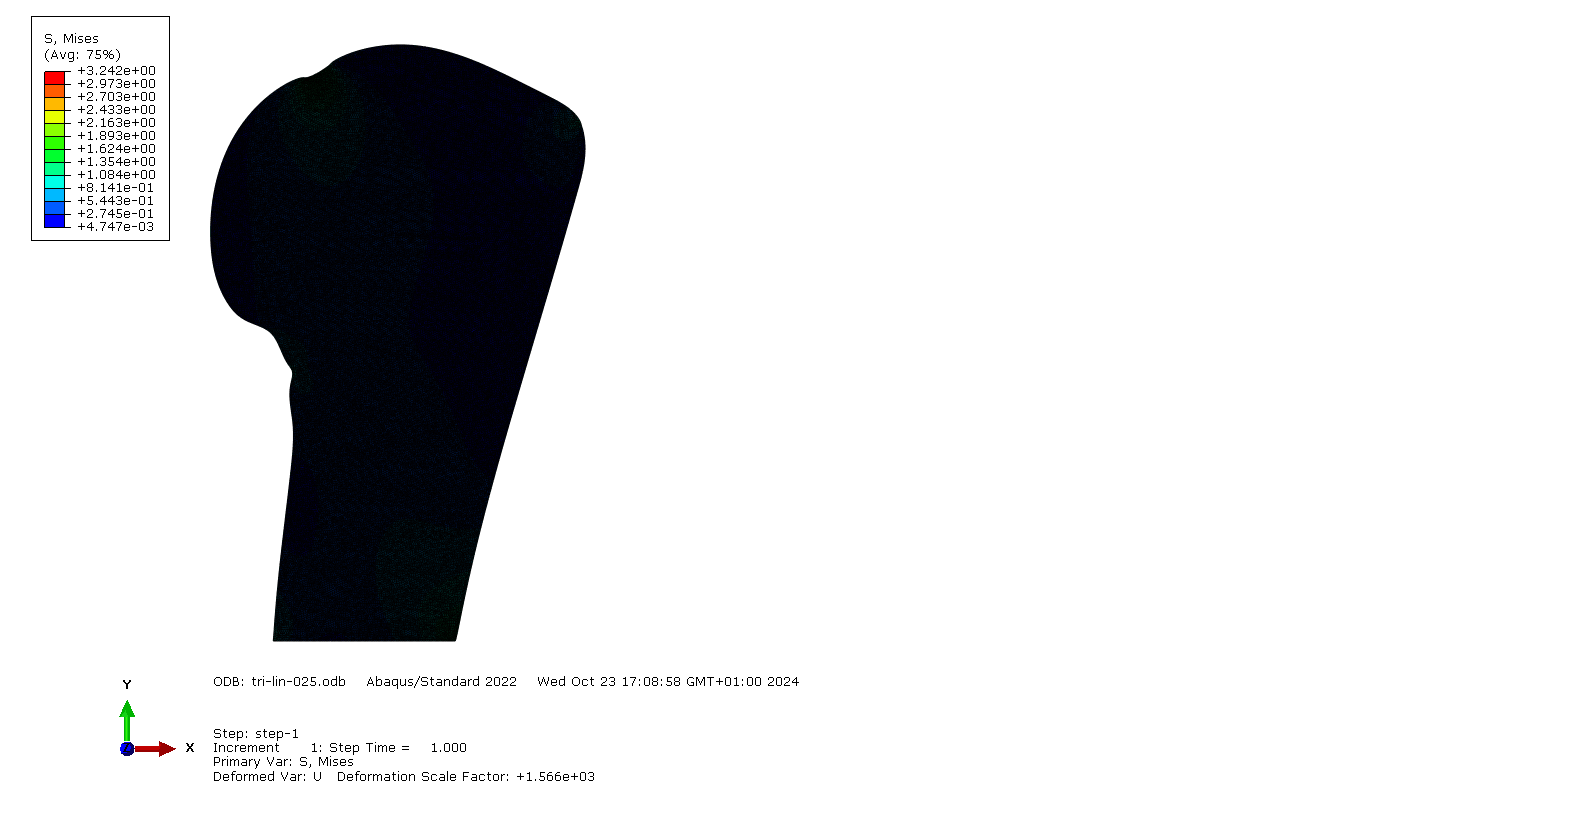 S, Mises
(Avg: 75%)
+3.242e+00
+2.973e+00
+2.703e+00
+2.433e+00
+2.163e+00
+1.893e+00
+1.624e+00
+1.354e+00
+1.084e+00
+8.141e-01
+5.443e-01
+2.745e-01
+4.747e-03
Y
X
ODB: tri-lin-025.odb Abaqus/Standard 2022 Wed Oct 23 17:08:58 GMT+01:00 2024
Step: step-1
Increment 1: Step Time = 1.000
Primary Var: S, Mises
Deformed Var: U Deformation Scale Factor: +1.566e+03